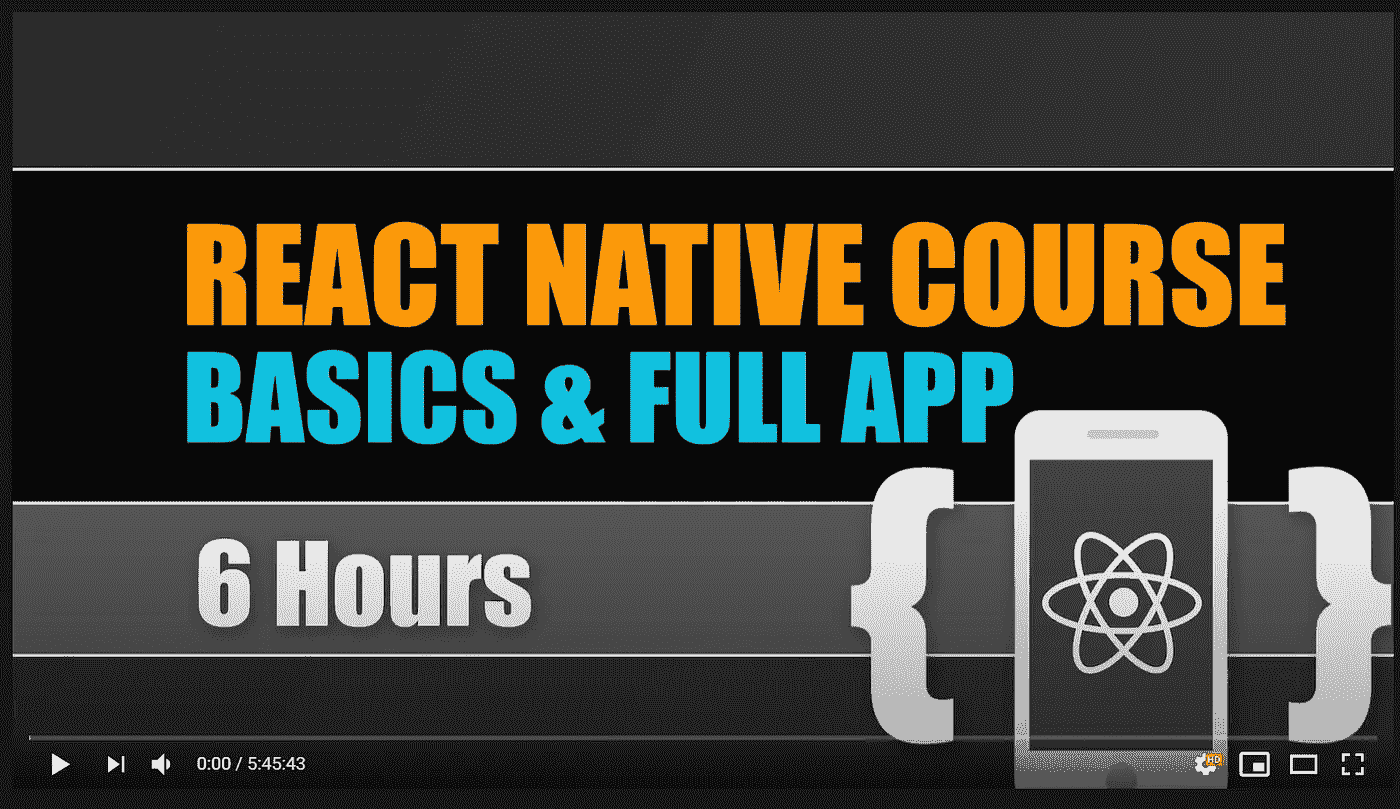 REACT NATIVE COURSE
BASICS & FULL APP
6 Hours
0:00 / 5:45:43
HD